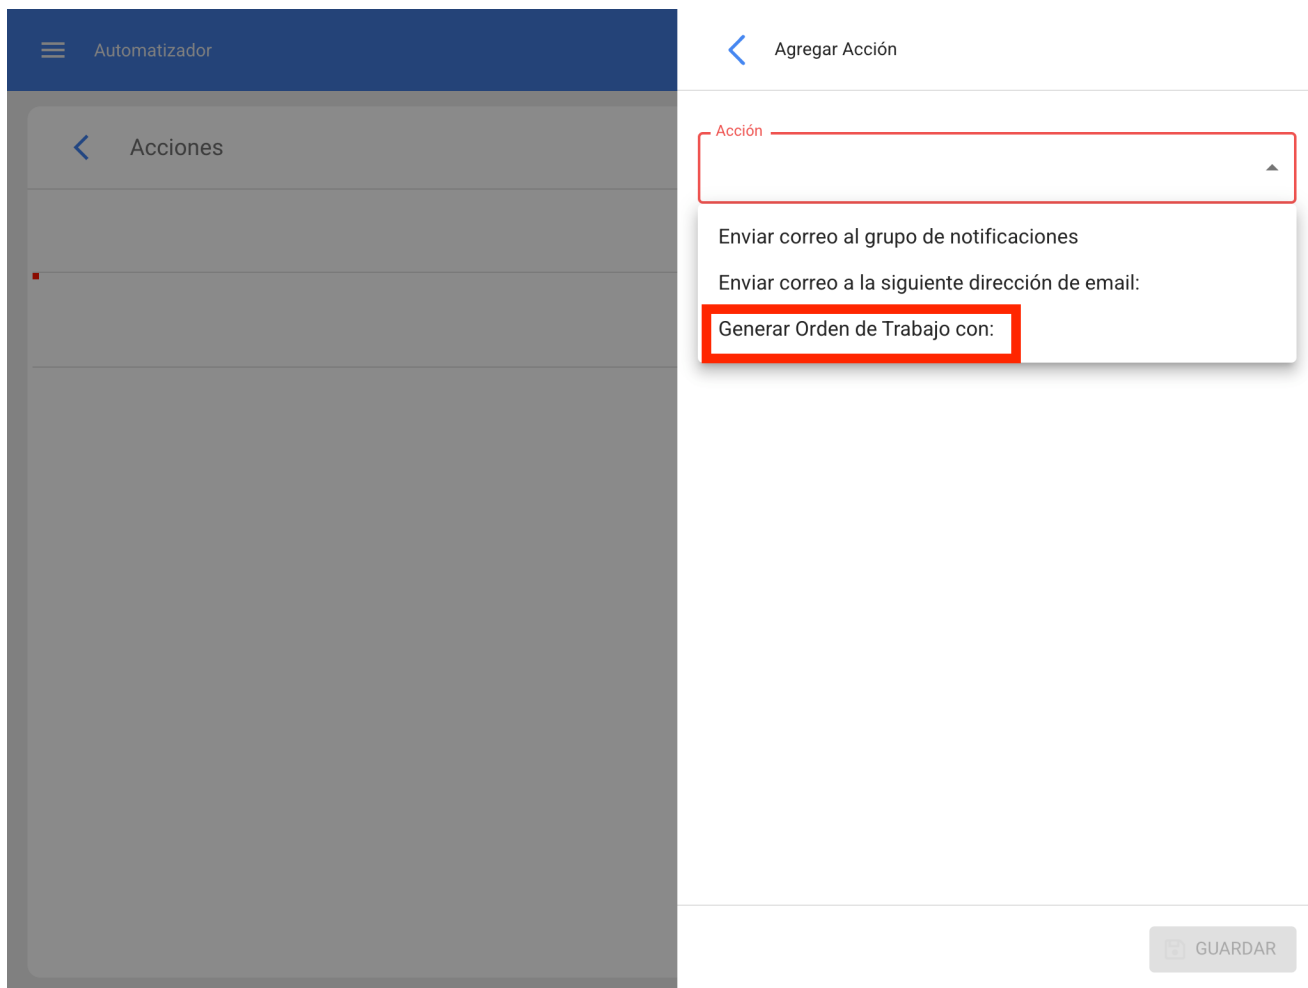 Automatizador
Acciones
Agregar Acción
Acción
Enviar correo al grupo de notificaciones
Enviar correo a la siguiente dirección de email:
Generar Orden de Trabajo con:
GUARDAR